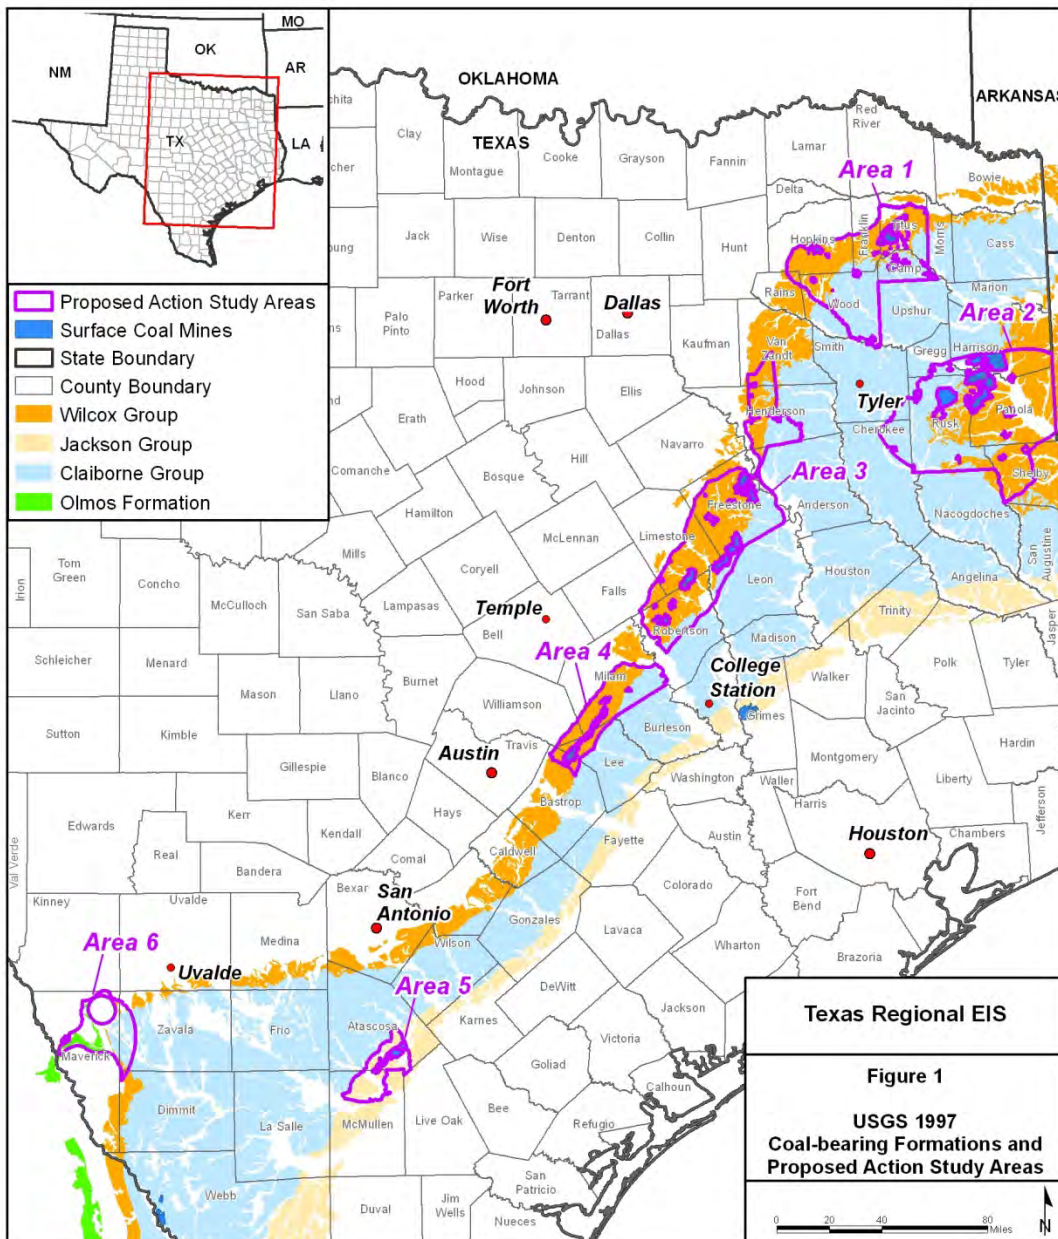 MO
OK
NM
AR
TX
LA
Proposed Action Study Areas
Surface Coal Mines
State Boundary
County Boundary
Wilcox Group
Jackson Group
Claiborne Group
Olmos Formation
OKLAHOMA
TEXAS
ARKANSAS
Clay
Montague
Cooke
Grayson
Fannin
Lamar
Red
River
Bowie
Delta
Area 1
Franklin
Titus
Morris
Cass
Hopkins
Camp
Marion
Jack
Wise
Denton
Collin
Hunt
Rains
Wood
Upshur
Area 2
Parker
Fort
Worth
Tarrant
Dallas
Dallas
Palo
Pinto
Kaufman
Van
Zandt
Smith
Gregg
Harrison
Hood
Johnson
Ellis
Henderson
Tyler
Cherokee
Rusk
Panola
Erath
Navarro
Hill
Bosque
Comanche
Area 3
Shelby
Hamilton
Freestone
Anderson
Nacogdoches
San
Augustine
Mills
McLennan
Limestone
Leon
Houston
Angelina
Irion
Tom
Green
Concho
McCulloch
San Saba
Coryell
Lampasas
Falls
Temple
Bell
Robertson
Trinity
Madison
Jasper
Schleicher
Menard
Mason
Llano
Burnet
Area 4
Milam
College
Station
Walker
Polk
Tyler
San
Jacinto
Williamson
Grimes
Burleson
Sutton
Kimble
Gillespie
Blanco
Travis
Austin
Lee
Washington
Waller
Montgomery
Hardin
Liberty
Harris
Jefferson
Edwards
Kerr
Kendall
Hays
Bastrop
Fayette
Austin
Houston
Chambers
Val Verde
Real
Bandera
Comal
Caldwell
Colorado
Fort
Bend
Kinney
Uvalde
Medina
Bexar
San
Antonio
Gonzales
Wilson
Lavaca
Wharton
Brazoria
Area 6
Uvalde
Area 5
DeWitt
Zavala
Frio
Atascosa
Karnes
Jackson
Victoria
Maverick
Goliad
Calhoun
Dimmit
La Salle
McMullen
Live Oak
Bee
Refugio
Webb
San
Patricio
Duval
Jim
Wells
Nueces
Texas Regional EIS
Figure 1
USGS 1997
Coal-bearing Formations and
Proposed Action Study Areas
0 20 40 80
Miles
N